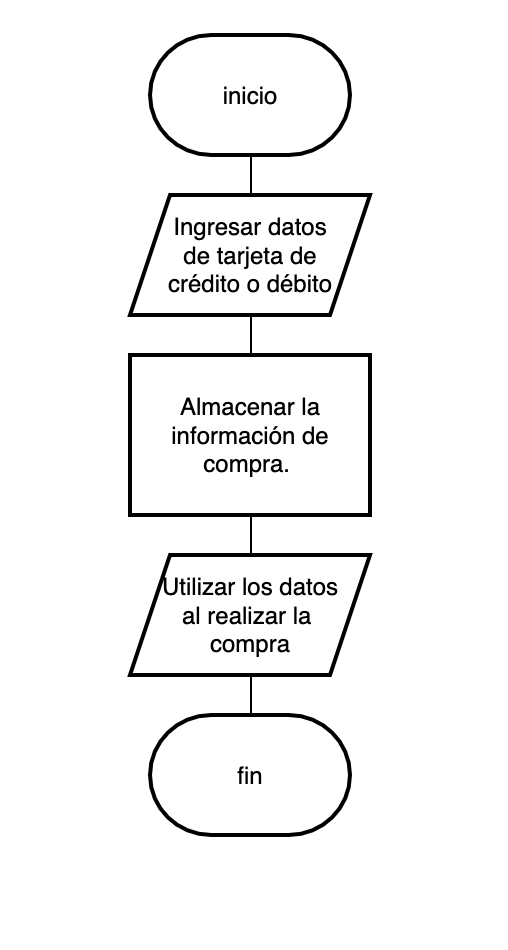 inicio
Ingresar datos
de tarjeta de
crédito o débito
Almacenar la
información de
compra.
Utilizar los datos
al realizar la
compra
fin